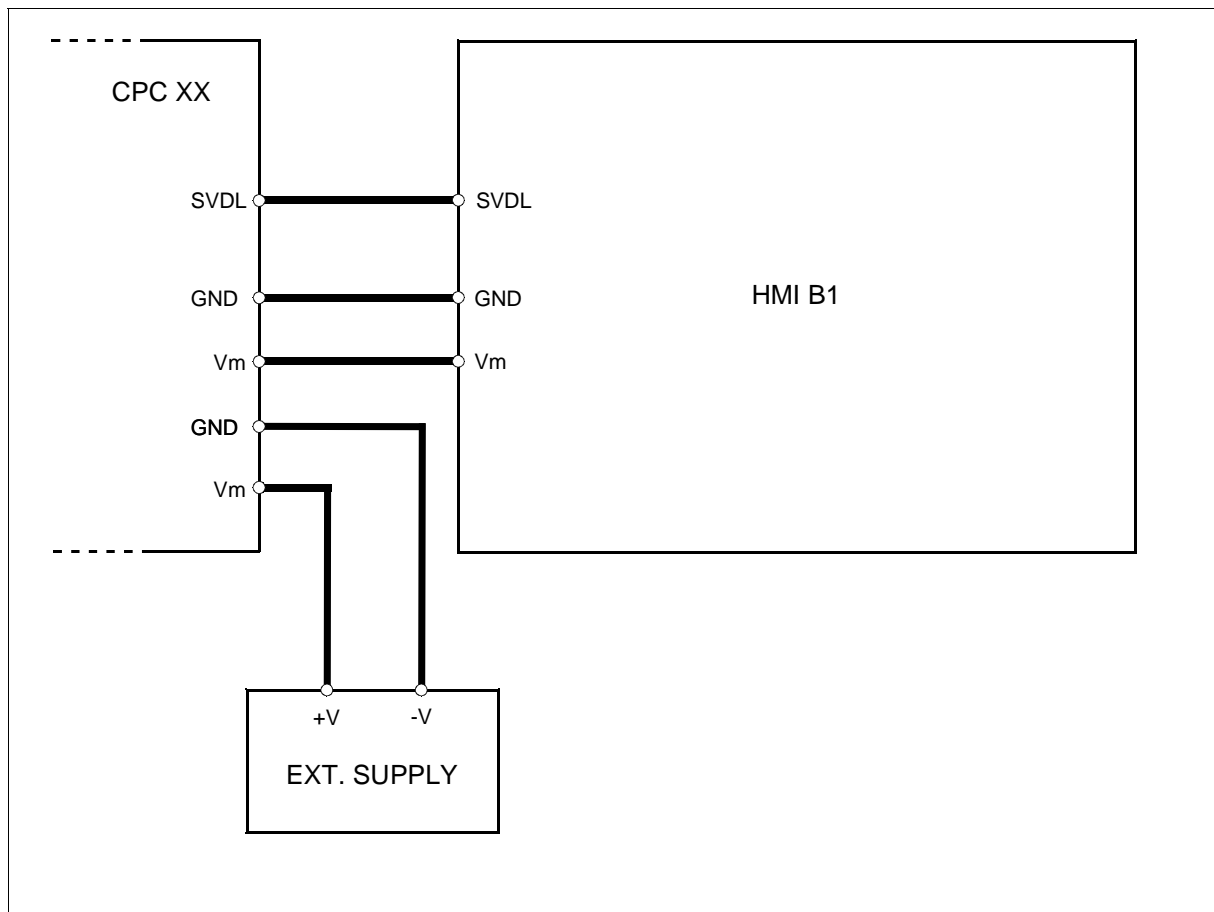 CPC XX
SVDL
SVDL
GND
GND
HMI B1
Vm
Vm
GND
Vm
+V
-V
EXT. SUPPLY